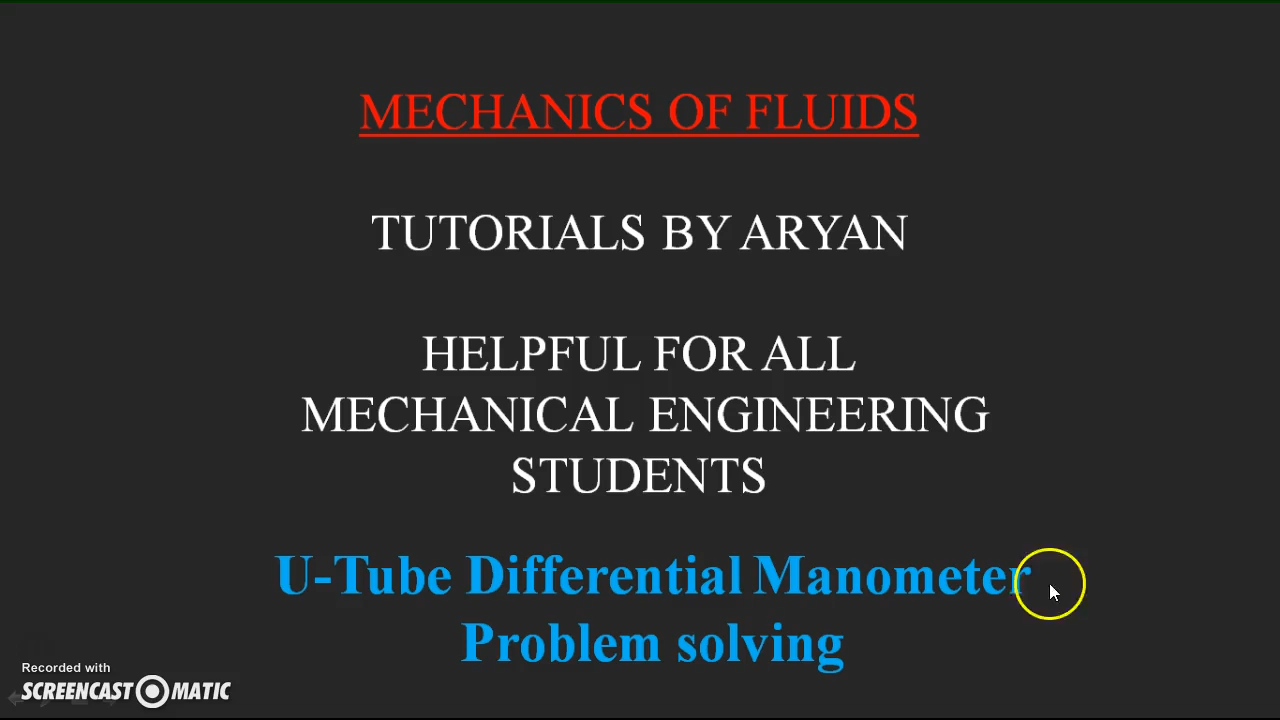 MECHANICS OF FLUIDS
TUTORIALS BY ARYAN
HELPFUL FOR ALL
MECHANICAL ENGINEERING
STUDENTS
U-Tube Differential Manometer
Problem solving
Recorded with
SCREENCAST O MATIC